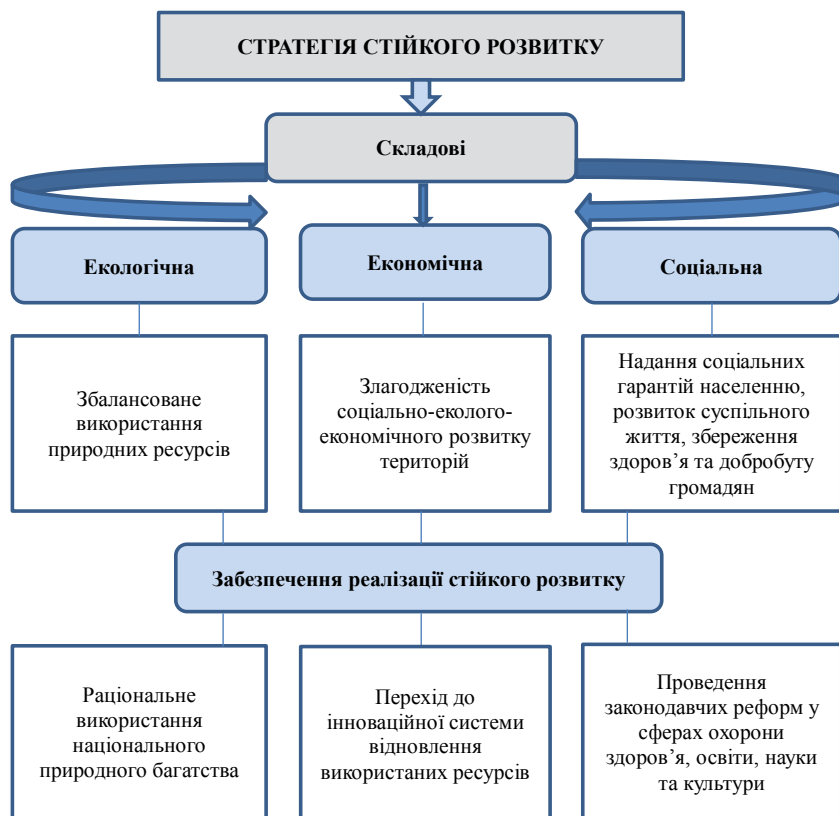 СТРАТЕГІЯ СТІЙКОГО РОЗВИТКУ
Складові
Екологічна
Економічна
Соціальна
Збалансоване
використання
природних ресурсів
Злагодженість
соціально-еколого-
економічного розвитку
територій
Надання соціальних
гарантій населенню,
розвиток суспільного
життя, збереження
здоров’я та добробуту
громадян
Забезпечення реалізації стійкого розвитку
Раціональне
використання
національного
природного багатства
Перехід до
інноваційної системи
відновлення
використаних ресурсів
Проведення
законодавчих реформ у
сферах охорони
здоров’я, освіти, науки
та культури